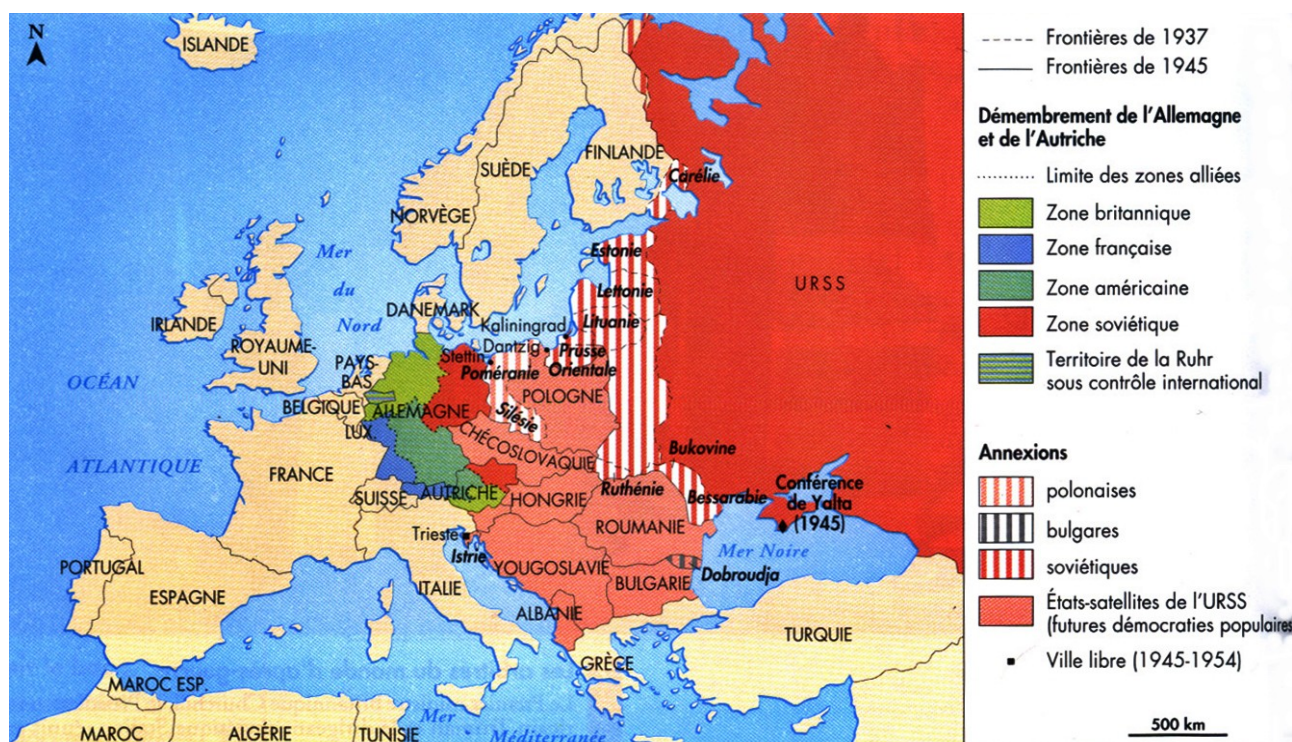 N
ISLANDE
FINLANDE
SUÈDE
Carélie
NORVÈGE
Mer
du
Nord
Estonie
URSS
Lettonie
DANEMARK
Lituanie
IRLANDE
Kaliningrad
ROYAUME-
UNI
Dantzig
Prusse
Orientale
PAYS-
BAS
Stettin
Poméranie
OCÉAN
POLOGNE
BELGIQUE
ALLEMAGNE
Silésie
LUX.
CHÉCOSLOVAQUIE
Bukovine
ATLANTIQUE
FRANCE
Ruthénie
Conférence
de Yalta
(1945)
SUISSE
AUTRICHE
HONGRIE
Bessarabie
ROUMANIE
Trieste
Istrie
Mer Noire
PORTUGAL
YOUGOSLAVIE
Dobroudja
ESPAGNE
ITALIE
BULGARIE
ALBANIE
TURQUIE
GRÈCE
MAROC ESP.
MAROC
ALGÉRIE
TUNISIE
Mer
Méditerranée
Frontières de 1937
Frontières de 1945
Démembrement de l'Allemagne
et de l'Autriche
Limite des zones alliées
Zone britannique
Zone française
Zone américaine
Zone soviétique
Territoire de la Ruhr
sous contrôle international
Annexions
polonaises
bulgares
soviétiques
États-satellites de l'URSS
(futures démocraties populaires
Ville libre (1945-1954)
500 km